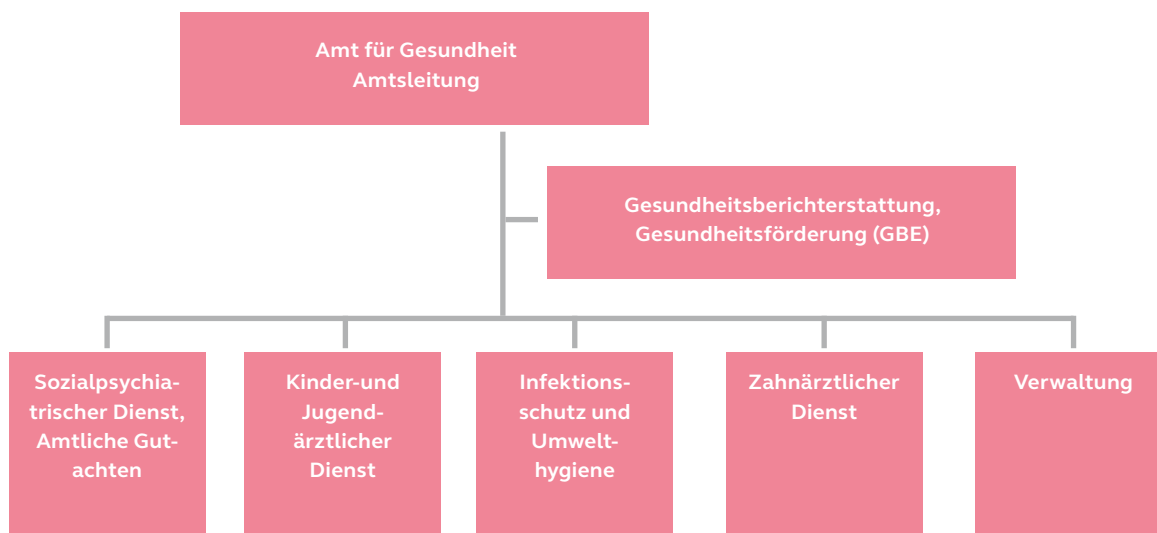 Amt für Gesundheit
Amtsleitung
Gesundheitsberichterstattung,
Gesundheitsförderung (GBE)
Sozialpsychia-
trischer Dienst,
Amtliche Gut-
achten
Kinder-und
Jugend-
ärztlicher
Dienst
Infektions-
schutz und
Umwelt-
hygiene
Zahnärztlicher
Dienst
Verwaltung